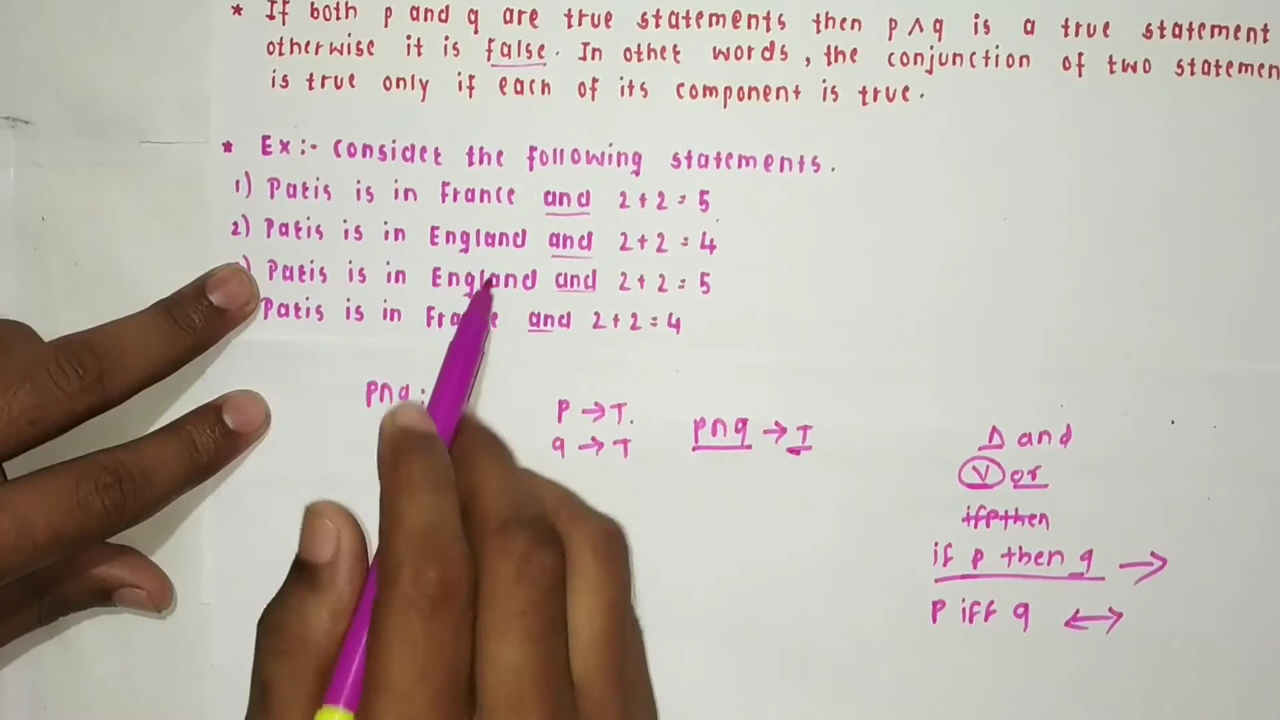 * If both p and q are true statements then p ∧ q is a true statement
otherwise it is false. In other words, the conjunction of two statemen
is true only if each of its component is true.
* Ex:- consider the following statements.
1) Paris is in France and 2+2=5
2) Paris is in England and 2+2=4
) Paris is in England and 2+2=5
Paris is in France and 2+2=4
p∧q:
P → T.
q → T
p∧q → T
∧ and
V or
if p then
if p then q →
P iff q ↔